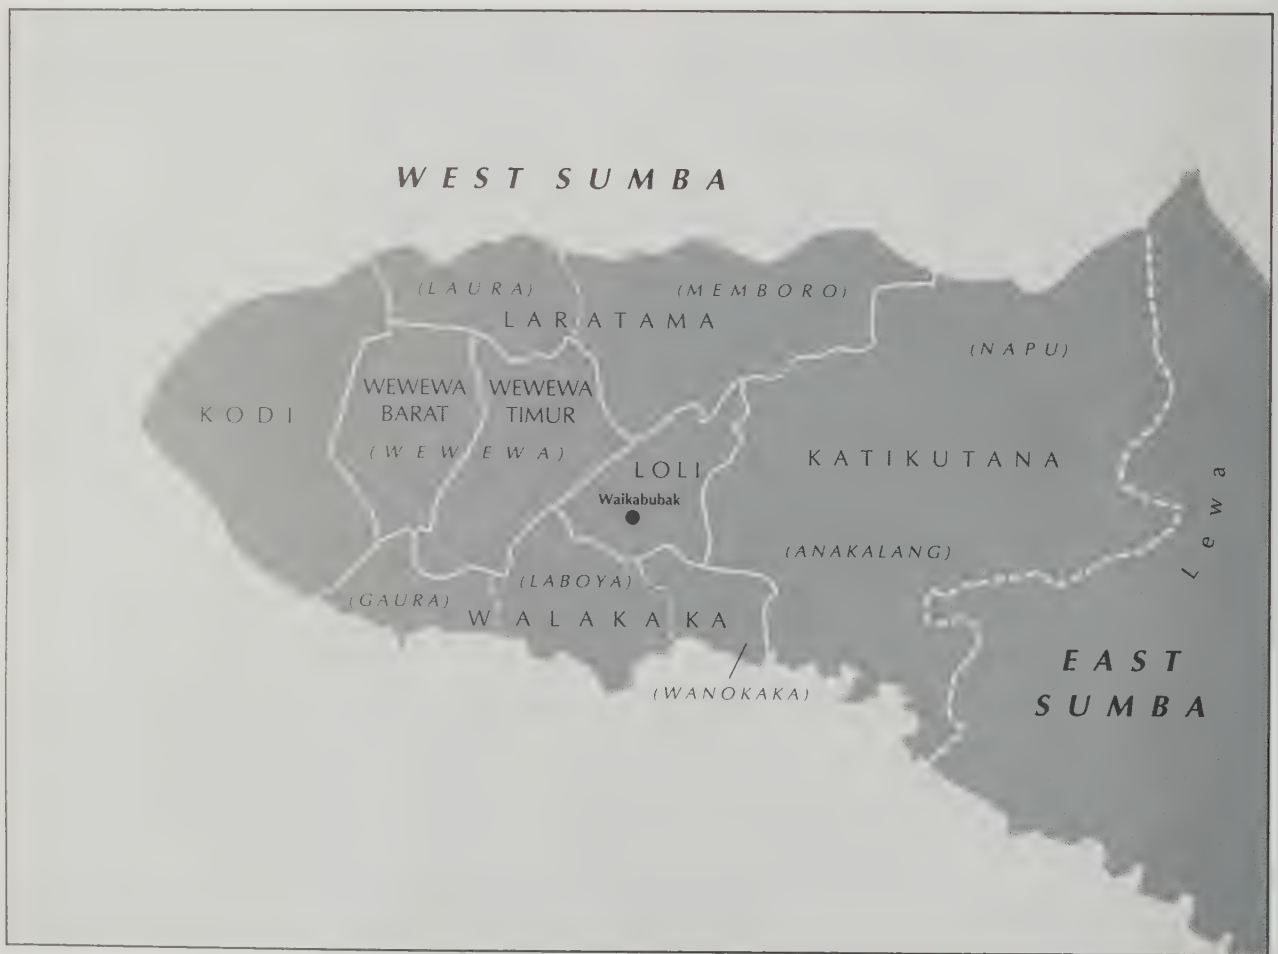 WEST SUMBA
(LAURA)
(MEMBORO)
LARATAMA
(NAPU)
WEWEWA
BARAT
WEWEWA
TIMUR
KODI
(WEWEWA)
LOLI
KATIKUTANA
Waikabubak
Lewa
(ANAKALANG)
(LABOYA)
(GAURA)
WALAKAKA
EAST
SUMBA
(WANOKAKA)